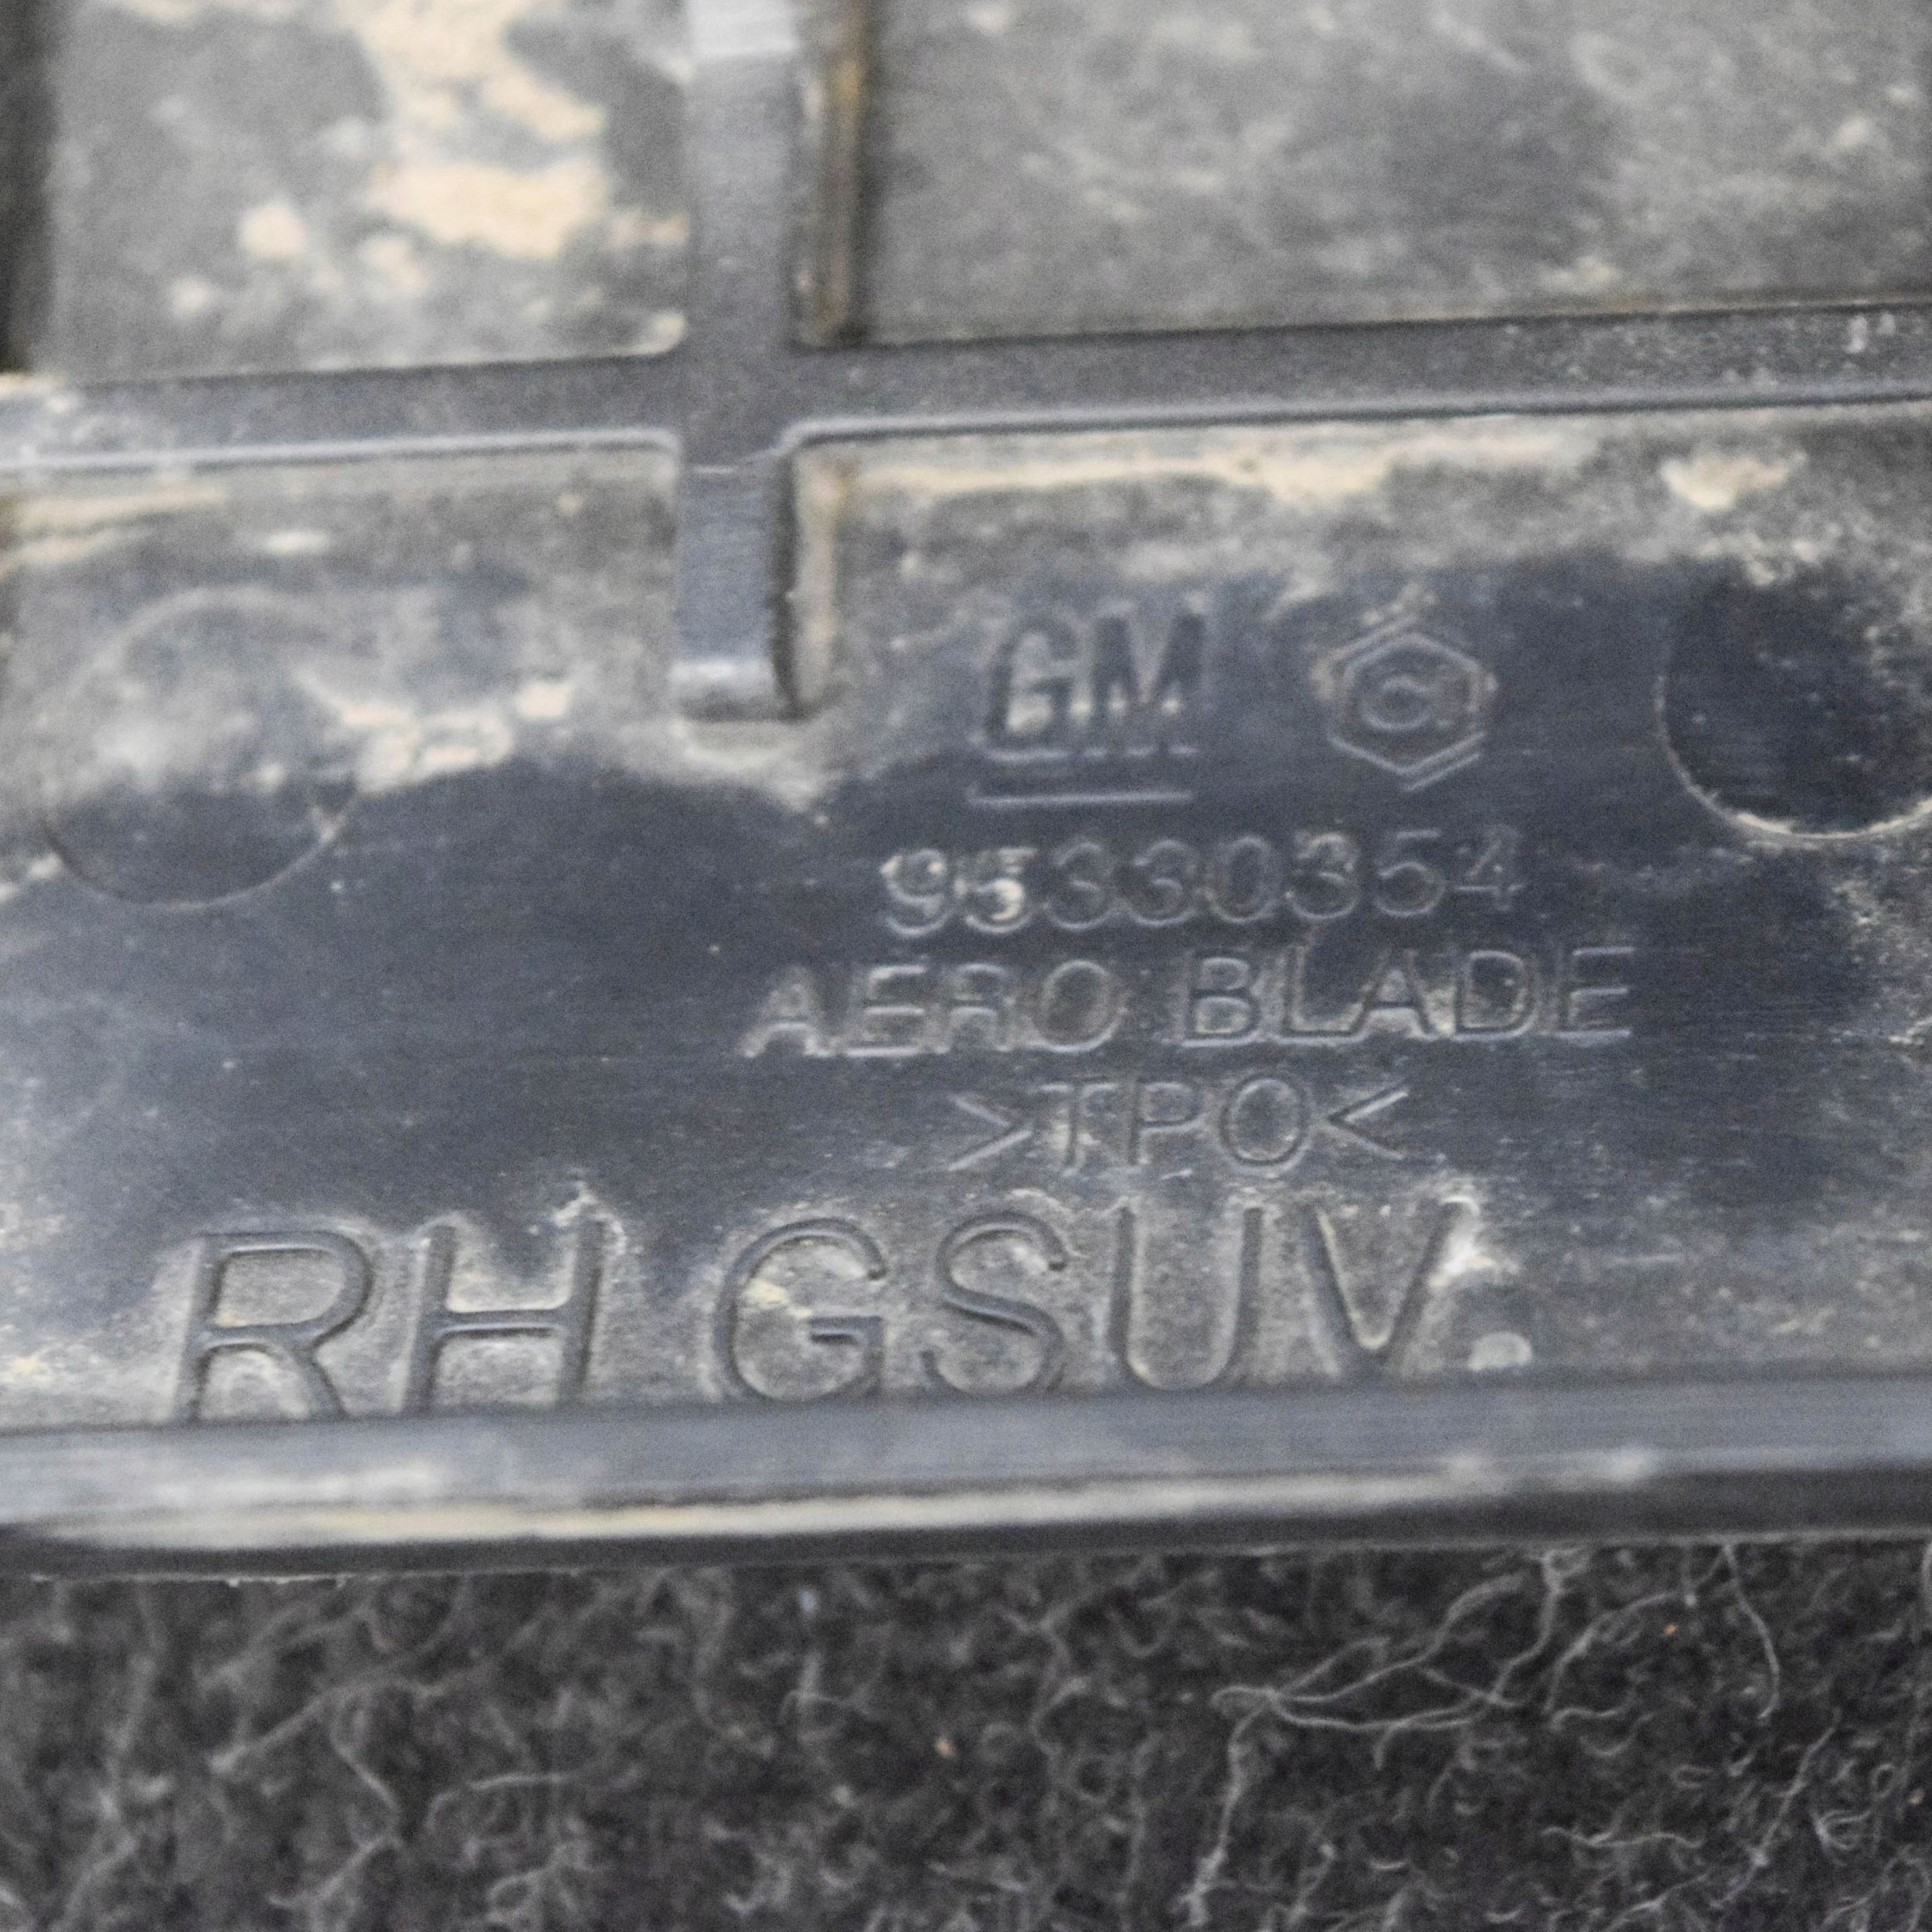 GM C
95330354
AERO BLADE
>TPO<
RH GSUV